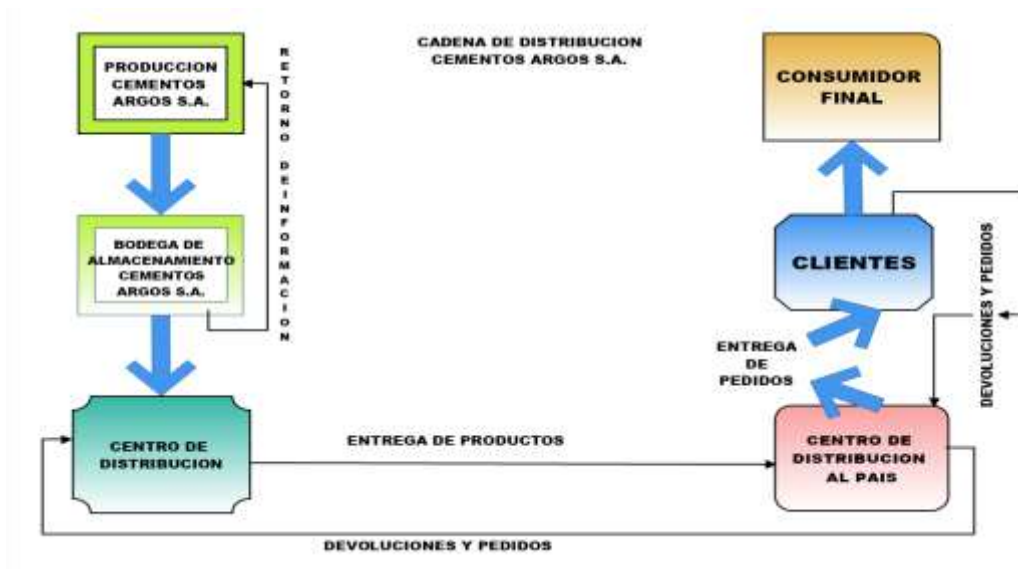 CADENA DE DISTRIBUCION
CEMENTOS ARGOS S.A.
PRODUCCION
CEMENTOS
ARGOS S.A.
RETORNO DE INFORMACION
BODEGA DE
ALMACENAMIENTO
CEMENTOS
ARGOS S.A.
CENTRO DE
DISTRIBUCION
ENTREGA DE PRODUCTOS
CENTRO DE
DISTRIBUCION
AL PAIS
DEVOLUCIONES Y PEDIDOS
ENTREGA
DE
PEDIDOS
CLIENTES
DEVOLUCIONES Y PEDIDOS
CONSUMIDOR
FINAL